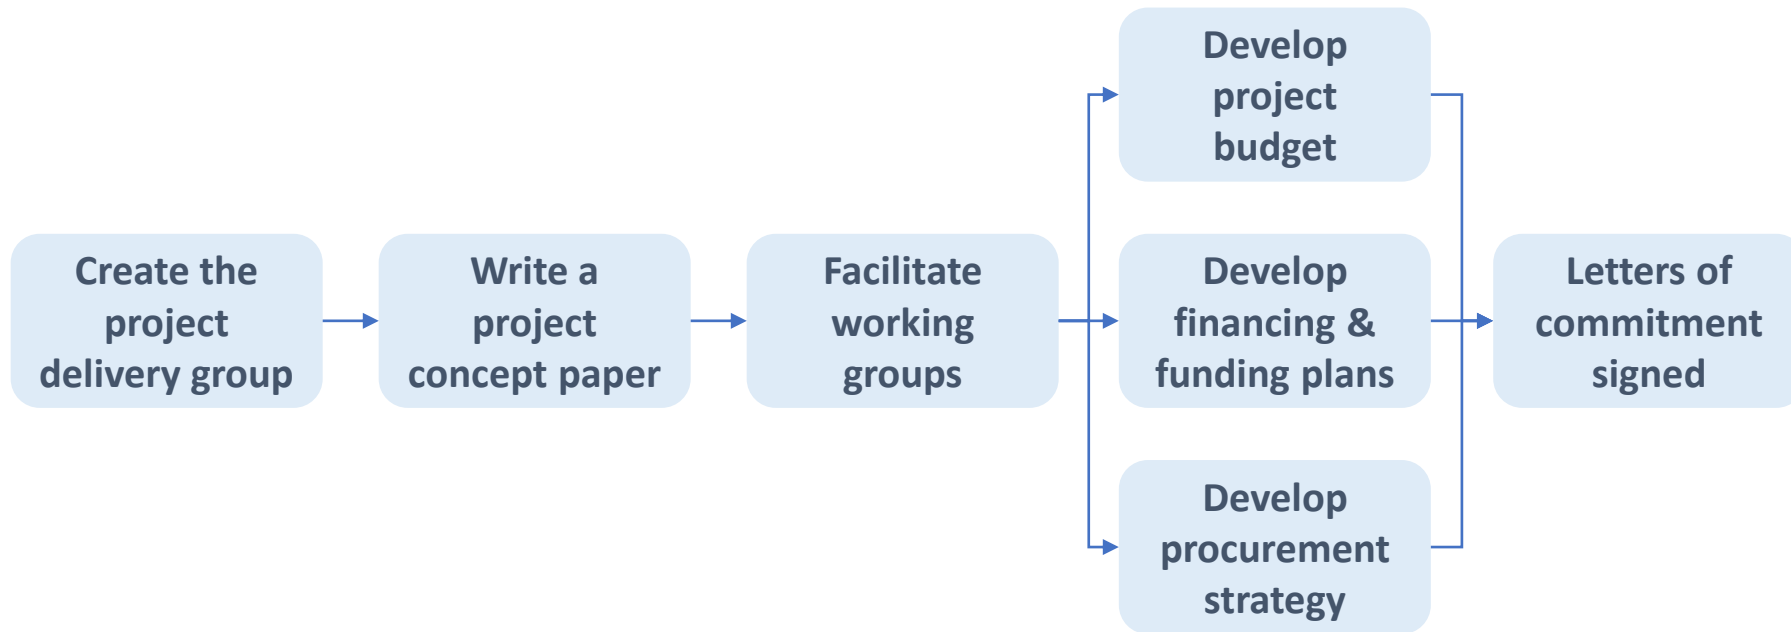 Create the
project
delivery group
Write a
project
concept paper
Facilitate
working
groups
Develop
project
budget
Develop
financing &
funding plans
Develop
procurement
strategy
Letters of
commitment
signed